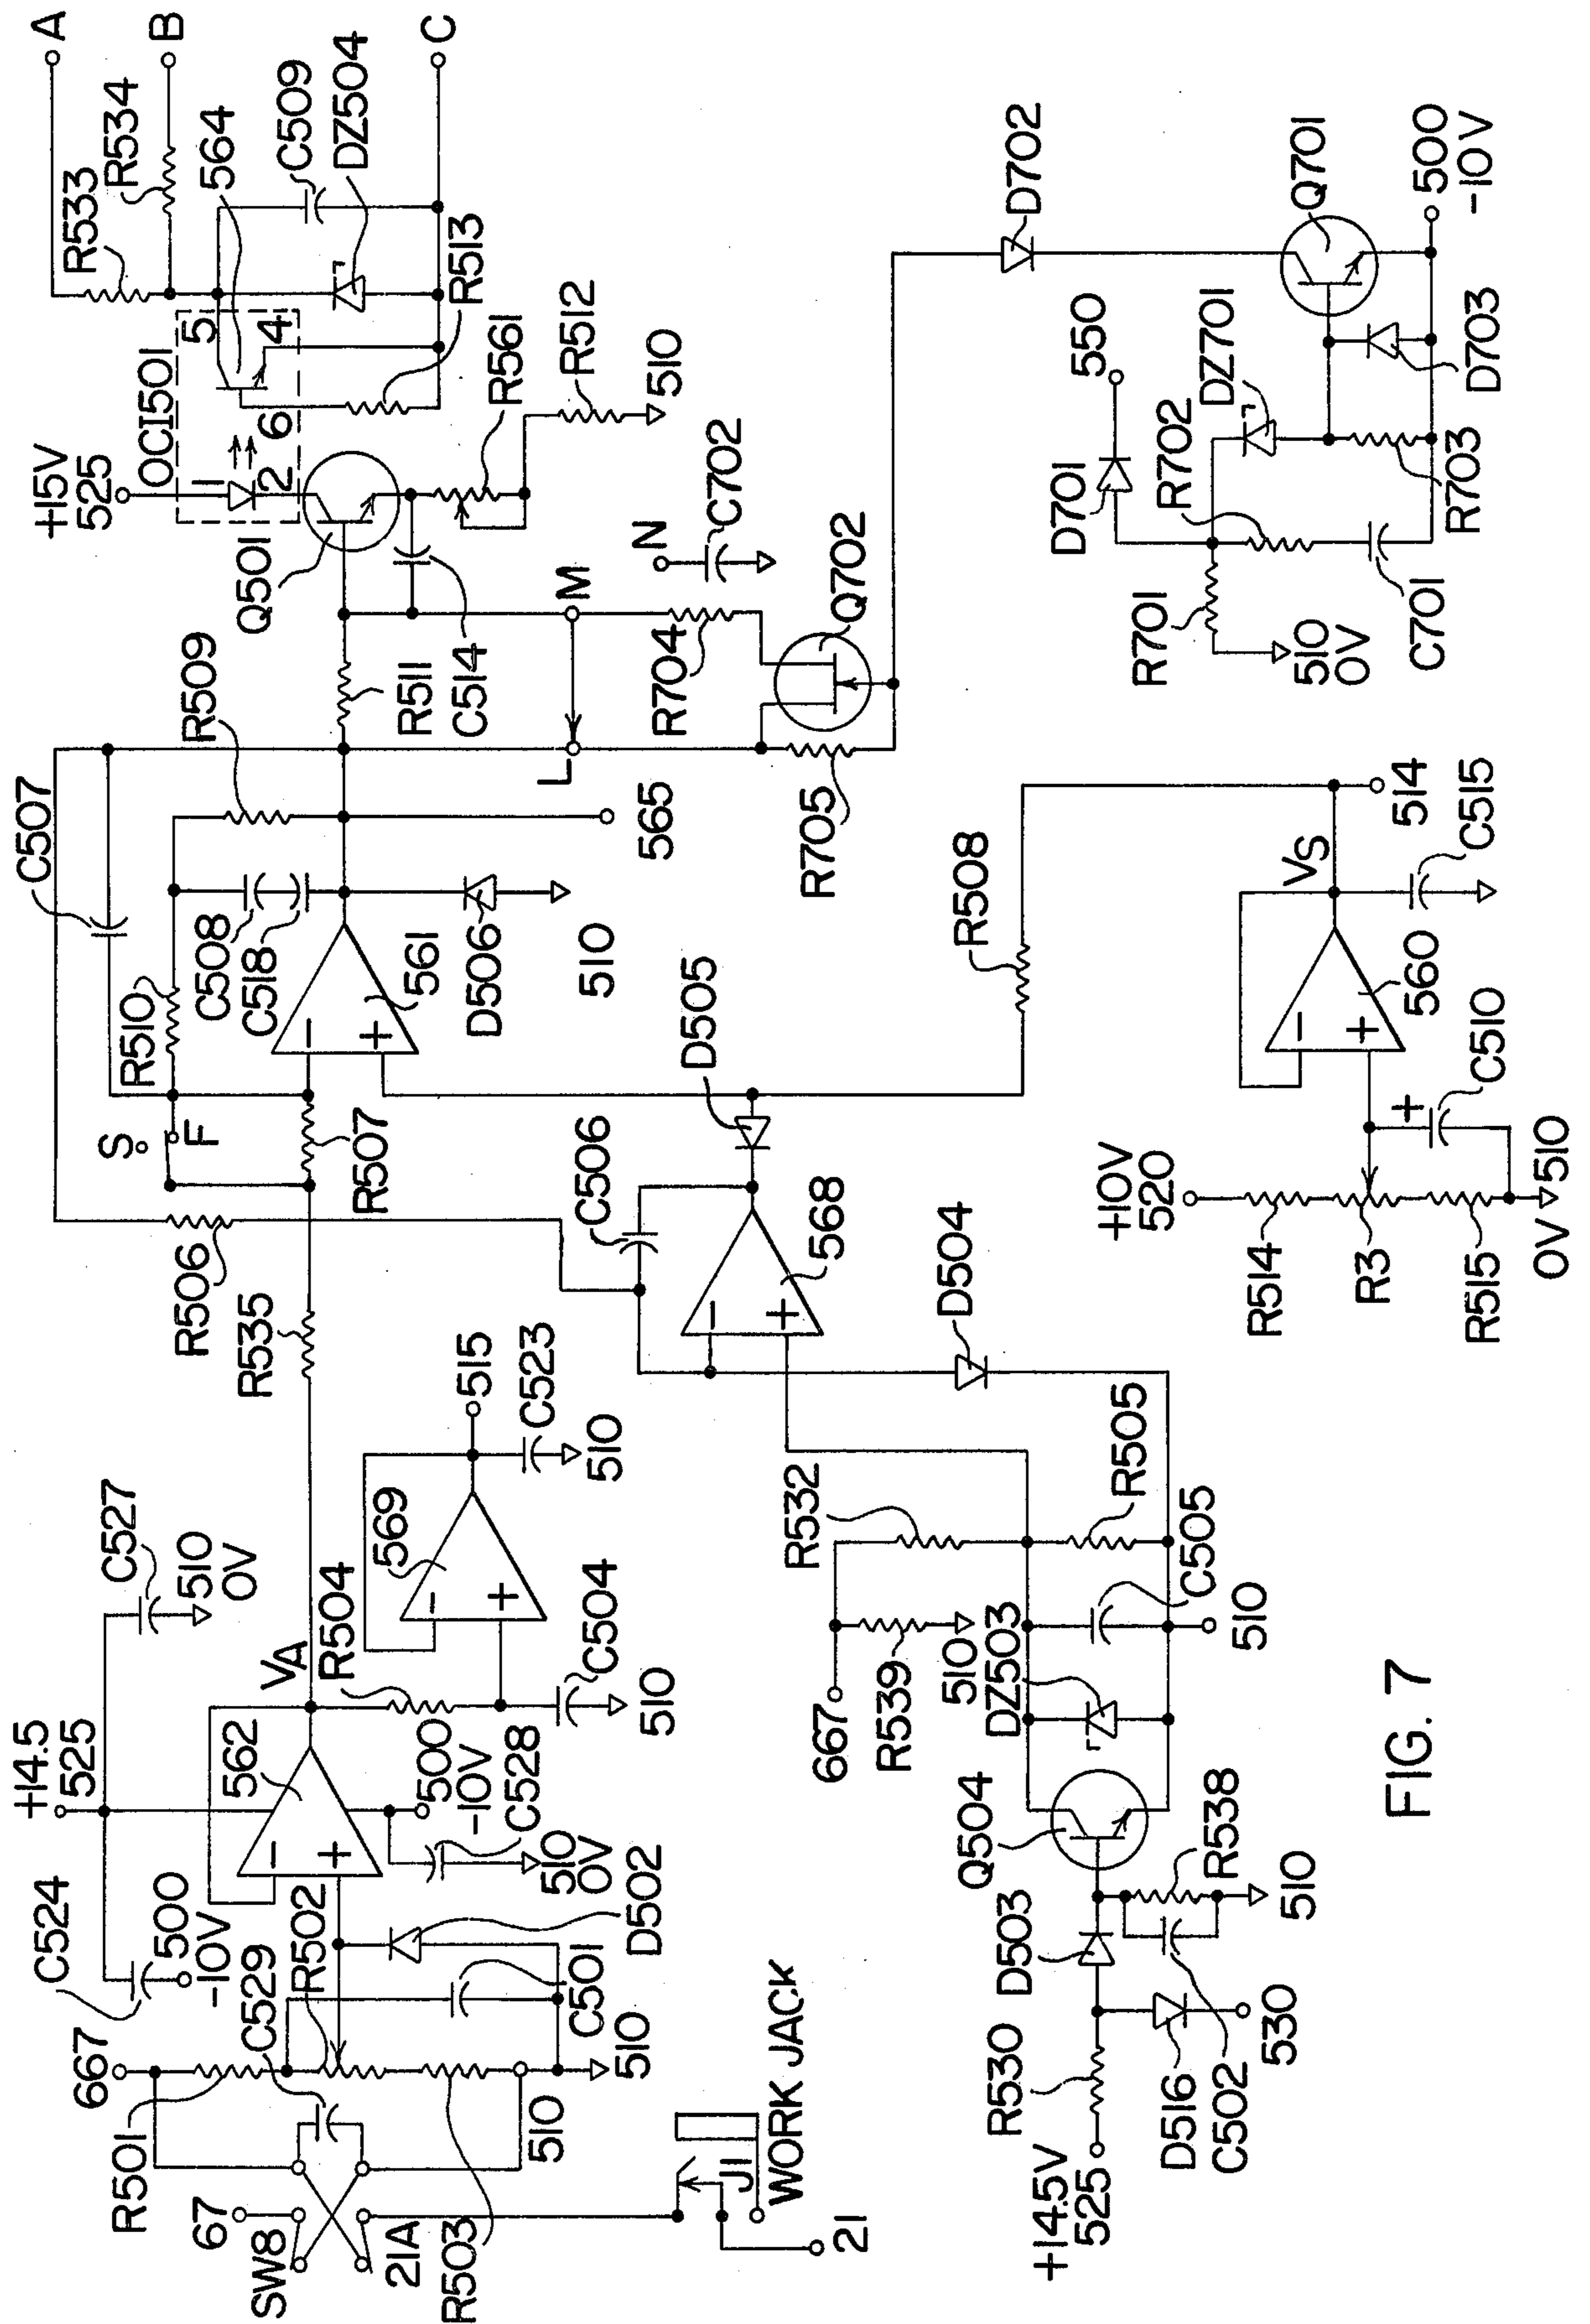 A
R533
R534
B
564
C509
DZ504
C
+15V
525
OCI501
1
2
5
4
6
R513
R561
R512
510
Q501
R509
R511
C514
M
N
C702
L
R704
Q702
R705
565
C507
R510
C508
C518
561
D506
510
S
F
R507
R506
R535
D505
R508
C506
568
D504
D702
Q701
500
-10V
550
D701
R702
DZ701
R701
510
0V
C701
R703
D703
VS
514
C515
560
C510
+10V
520
R514
R3
R515
0V
510
+14.5
525
C527
510
0V
C524
500
-10V
562
VA
R504
569
515
C523
510
C504
510
500
-10V
C528
510
0V
R502
C529
D502
C501
510
667
R501
67
SW8
21A
R503
510
J1
WORK JACK
21
R532
R505
C505
510
667
R539
510
DZ503
Q504
R538
510
D503
R530
+14.5V
525
D516
C502
530
FIG. 7